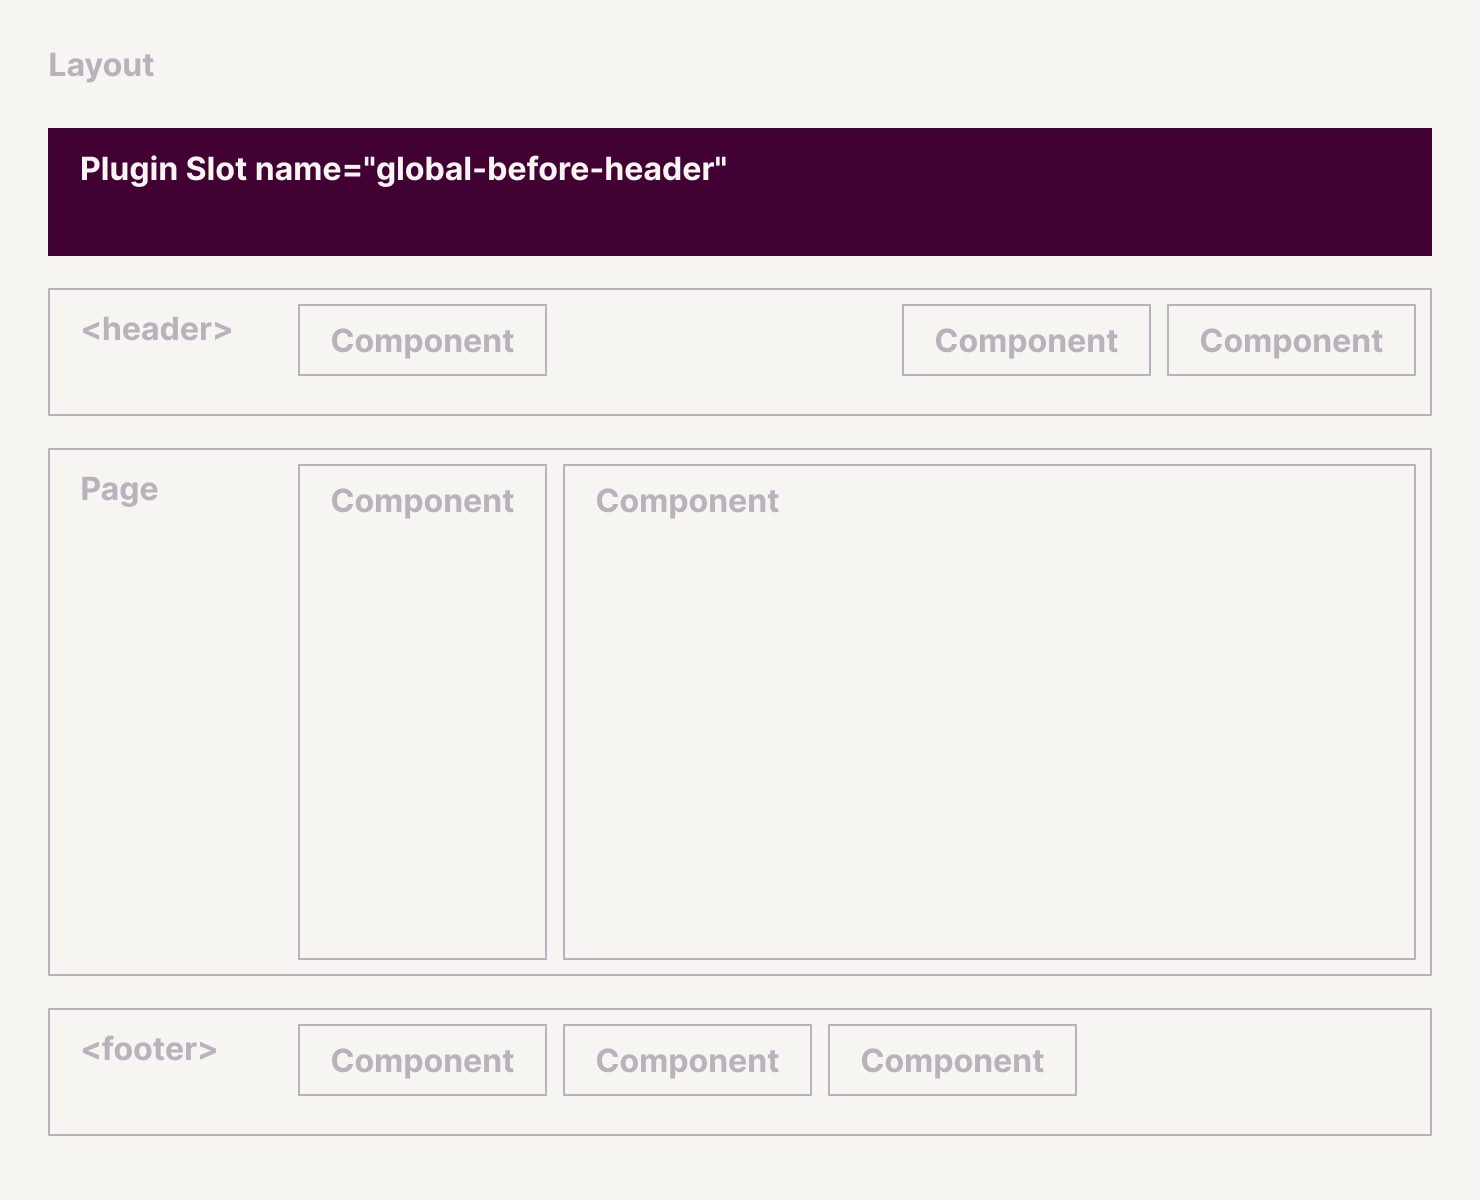 Layout
Plugin Slot name="global-before-header"
<header>
Component
Component
Component
Page
Component
Component
<footer>
Component
Component
Component